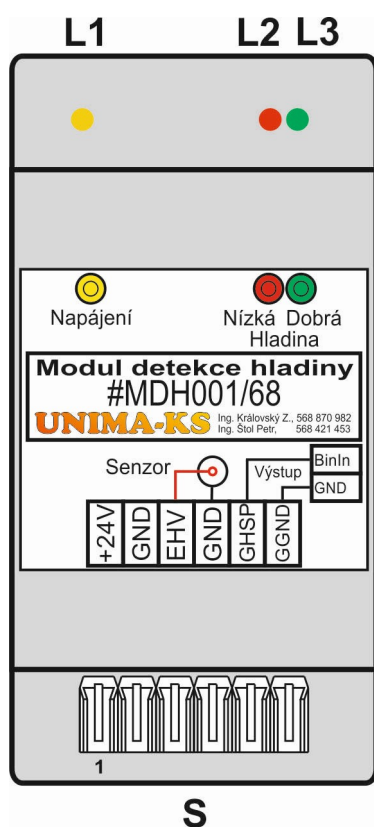 L1 L2 L3
Napájení Nízká Dobrá
Hladina
Modul detekce hladiny
#MDH001/68
UNIMA-KS Ing. Královský Z., 568 870 982
Ing. Štol Petr, 568 421 453
Senzor Výstup BinIn
GND
+24V GND EHV GND GHSP GGND
1
S